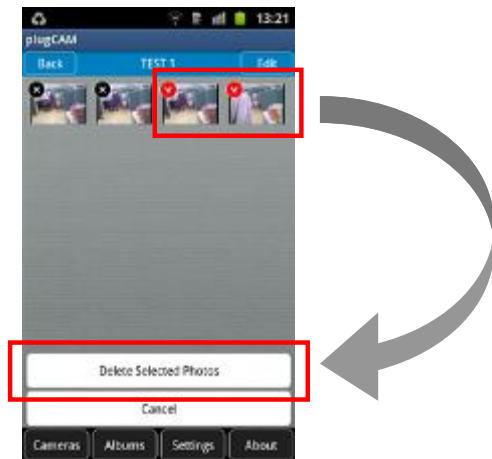 13:21
plugCAM
Back TEST 1 Edit
Delete Selected Photos
Cancel
Cameras Albums Settings About